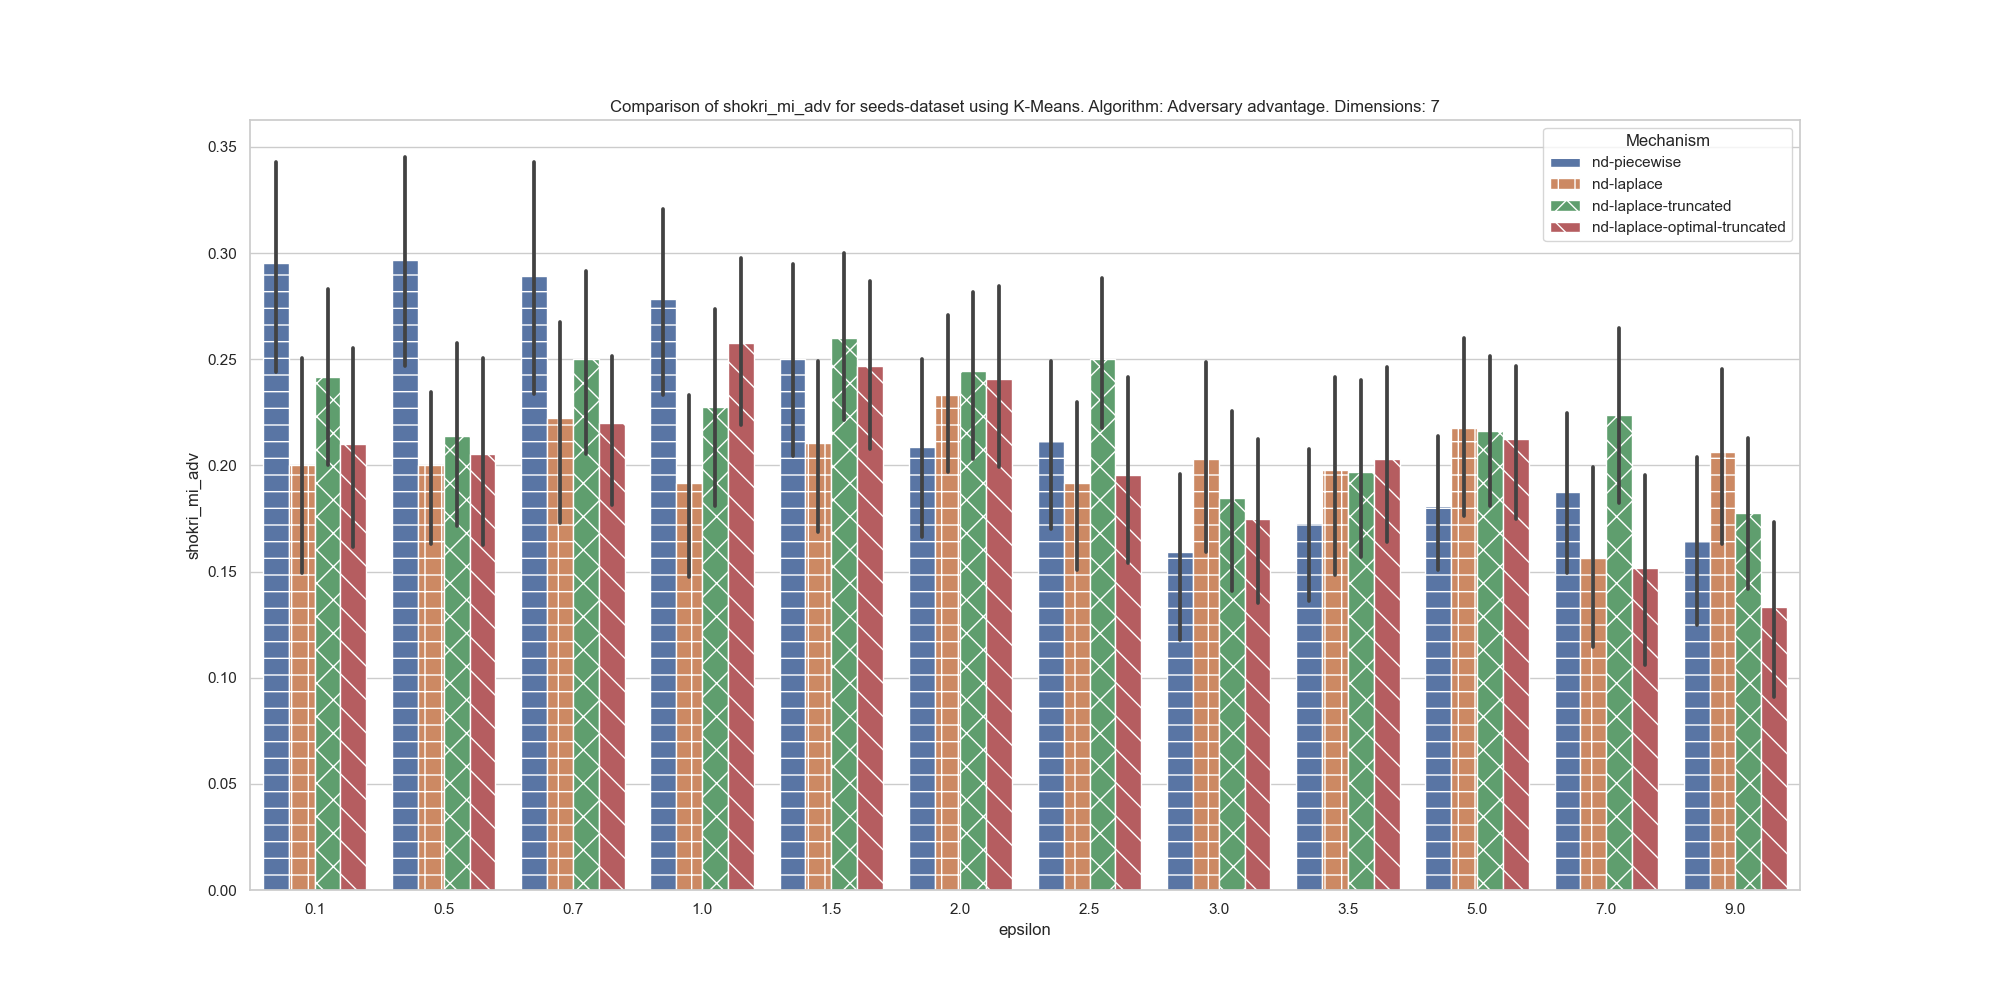 Comparison of shokri_mi_adv for seeds-dataset using K-Means. Algorithm: Adversary advantage. Dimensions: 7
Mechanism
nd-piecewise
nd-laplace
nd-laplace-truncated
nd-laplace-optimal-truncated
shokri_mi_adv
0.35
0.30
0.25
0.20
0.15
0.10
0.05
0.00
0.1 0.5 0.7 1.0 1.5 2.0 2.5 3.0 3.5 5.0 7.0 9.0
epsilon